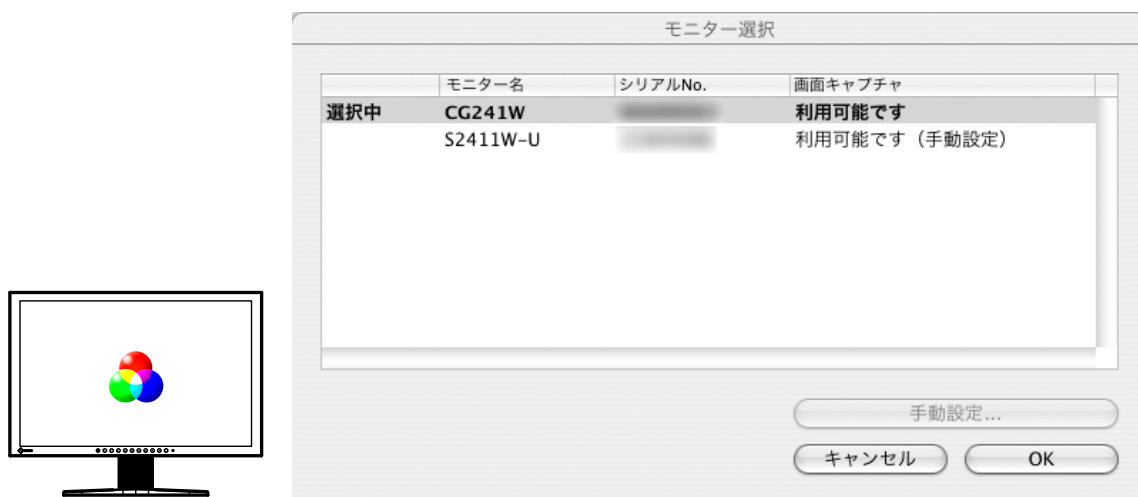 モニター選択
モニター名 シリアルNo. 画面キャプチャ
選択中 CG241W 利用可能です
S2411W-U 利用可能です（手動設定）
手動設定...
キャンセル OK